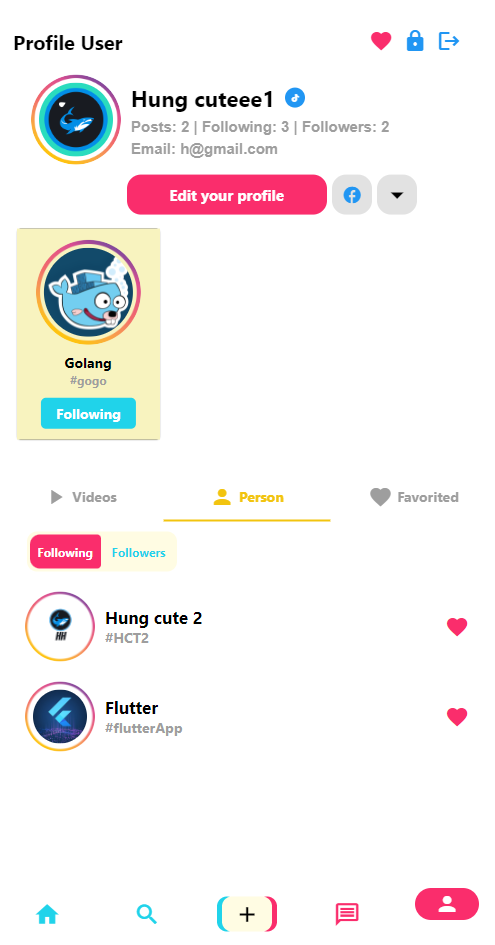 Profile User
Hung cuteee1
Posts: 2 | Following: 3 | Followers: 2
Email: h@gmail.com
Edit your profile
Golang
#gogo
Following
Videos Person Favorited
Following Followers
Hung cute 2
#HCT2
HH
Flutter
#flutterApp